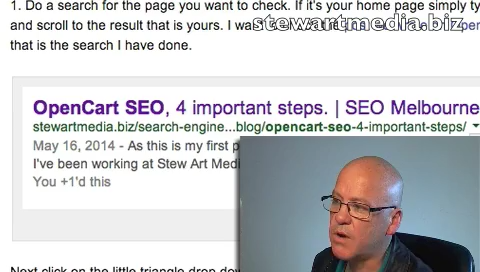 1. Do a search for the page you want to check. If it's your home page simply ty
and scroll to the result that is yours. I
stewartmedia.biz
that is the search I have done.
OpenCart SEO, 4 important steps. | SEO Melbourne
stewartmedia.biz/search-engine...blog/opencart-seo-4-important-steps/
May 16, 2014 - As this is my first p
I've been working at Stew Art Medi
You +1'd this
Next click on the little triangle drop dow